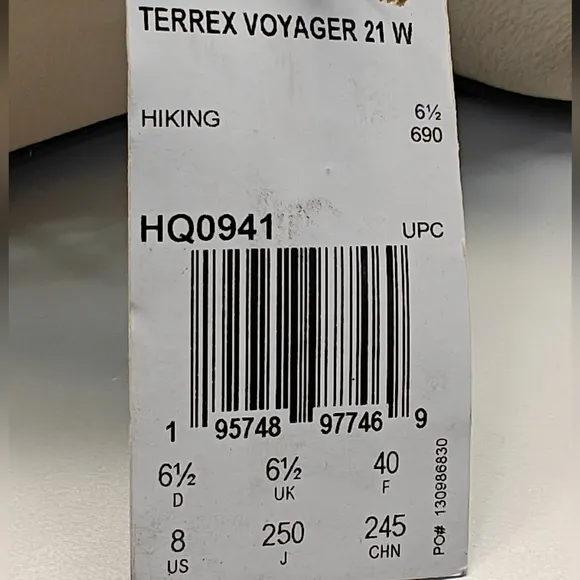 TERREX VOYAGER 21 W
HIKING 6½
690
HQ0941 UPC
1 95748 97746 9
6½ 6½ 40
D UK F
8 250 245
US J CHN
PO# 130986830